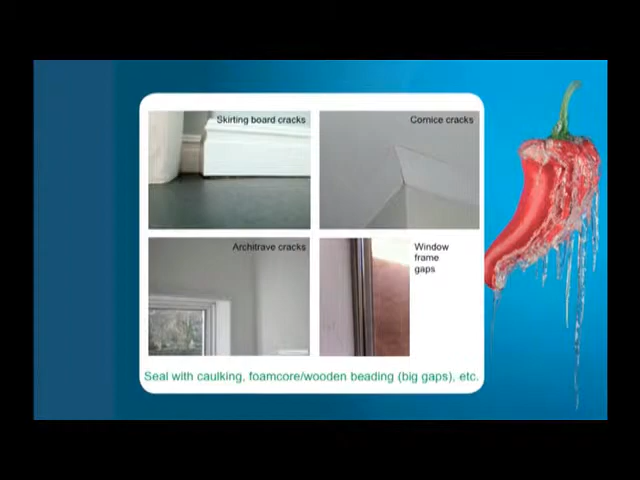 Skirting board cracks
Cornice cracks
Architrave cracks
Window
frame
gaps
Seal with caulking, foamcore/wooden beading (big gaps), etc.